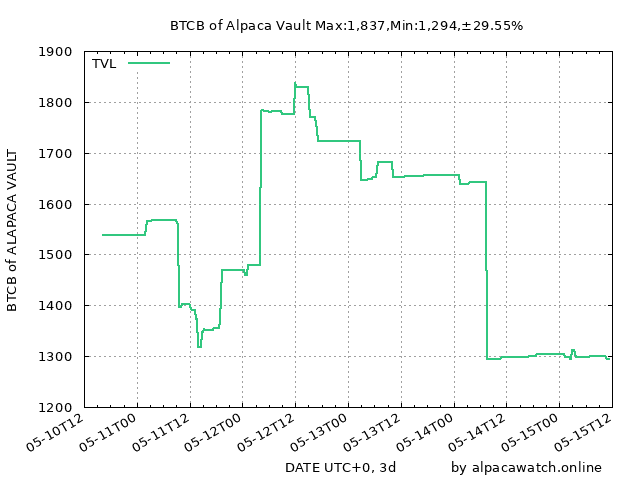 BTCB of Alpaca Vault Max:1,837,Min:1,294,±29.55%
TVL
BTCB of ALAPACA VAULT
1900
1800
1700
1600
1500
1400
1300
1200
05-10T12
05-11T00
05-11T12
05-12T00
05-12T12
05-13T00
05-13T12
05-14T00
05-14T12
05-15T00
05-15T12
DATE UTC+0, 3d
by alpacawatch.online